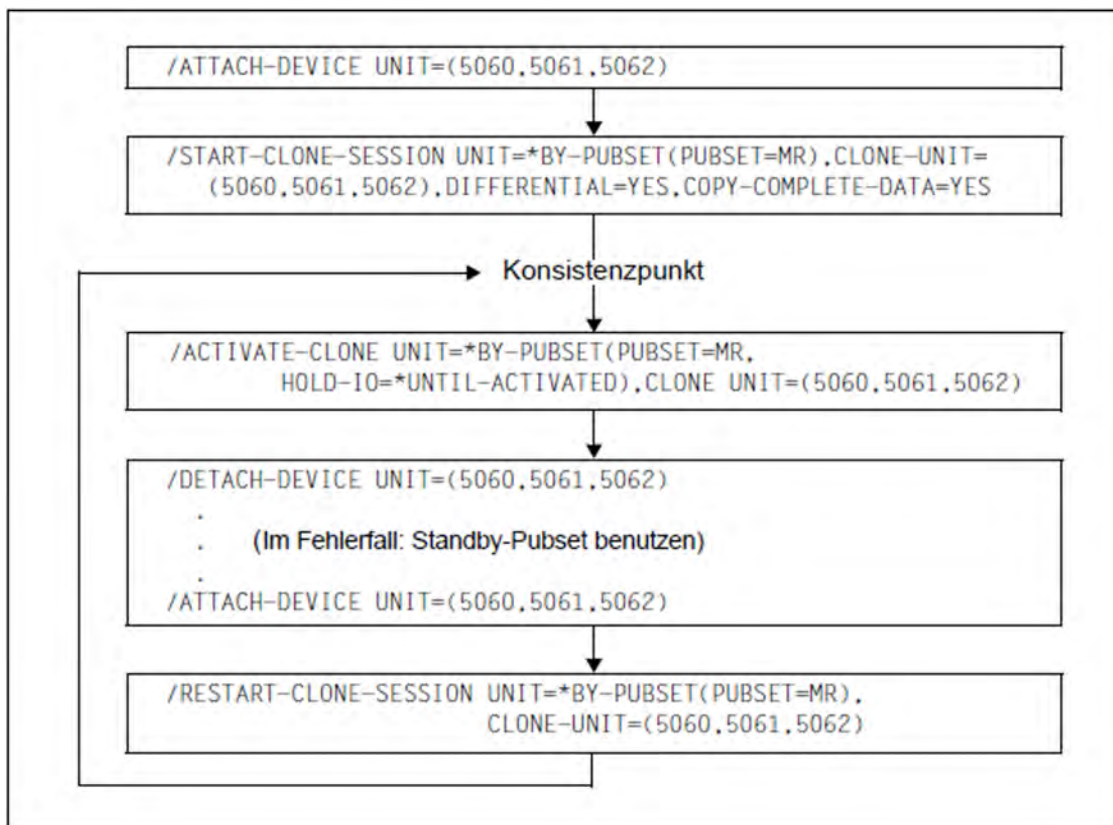 /ATTACH-DEVICE UNIT=(5060,5061,5062)
/START-CLONE-SESSION UNIT=*BY-PUBSET(PUBSET=MR),CLONE-UNIT=
(5060,5061,5062),DIFFERENTIAL=YES,COPY-COMPLETE-DATA=YES
Konsistenzpunkt
/ACTIVATE-CLONE UNIT=*BY-PUBSET(PUBSET=MR,
HOLD-IO=*UNTIL-ACTIVATED),CLONE UNIT=(5060,5061,5062)
/DETACH-DEVICE UNIT=(5060,5061,5062)
.
. (Im Fehlerfall: Standby-Pubset benutzen)
.
/ATTACH-DEVICE UNIT=(5060,5061,5062)
/RESTART-CLONE-SESSION UNIT=*BY-PUBSET(PUBSET=MR),
CLONE-UNIT=(5060,5061,5062)